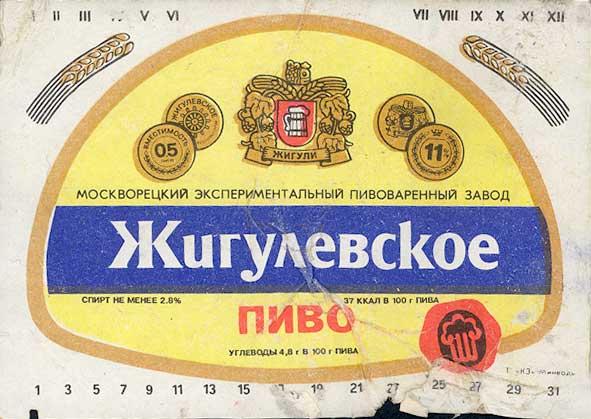 II III V VI VII VIII IX X XI XII
ЖИГУЛЕВСКОЕ
ВМЕСТИМОСТЬ
05
11%
ЖИГУЛИ
МОСКВОРЕЦКИЙ ЭКСПЕРИМЕНТАЛЬНЫЙ ПИВОВАРЕННЫЙ ЗАВОД
Жигулевское
СПИРТ НЕ МЕНЕЕ 2.8% 37 ККАЛ В 100 г ПИВА
ПИВО
УГЛЕВОДЫ 4,8 г В 100 г ПИВА
1 3 5 7 9 11 13 15 17 19 21 23 25 27 29 31